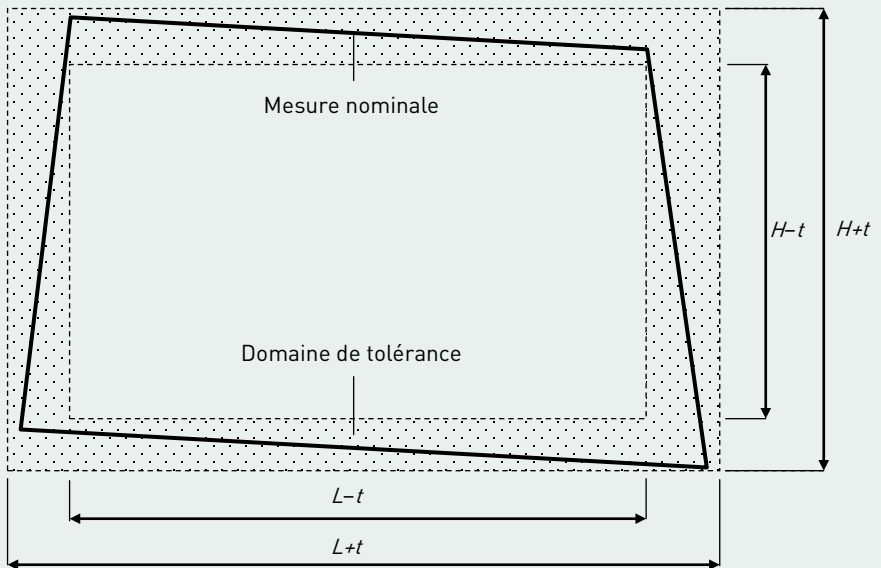 Mesure nominale
H–t
H+t
Domaine de tolérance
L–t
L+t